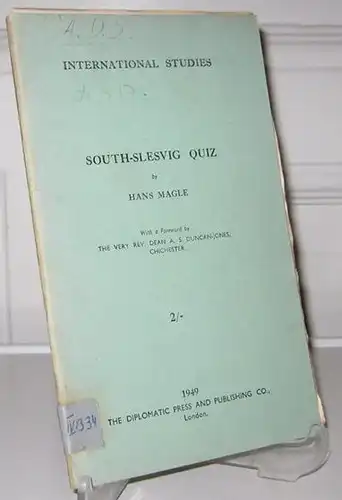 A.O.S.
INTERNATIONAL STUDIES
SOUTH-SLESVIG QUIZ
by
HANS MAGLE
With a Foreword by
THE VERY REV. DEAN A. S. DUNCAN-JONES,
CHICHESTER.
2/-
1949
THE DIPLOMATIC PRESS AND PUBLISHING CO.,
London.